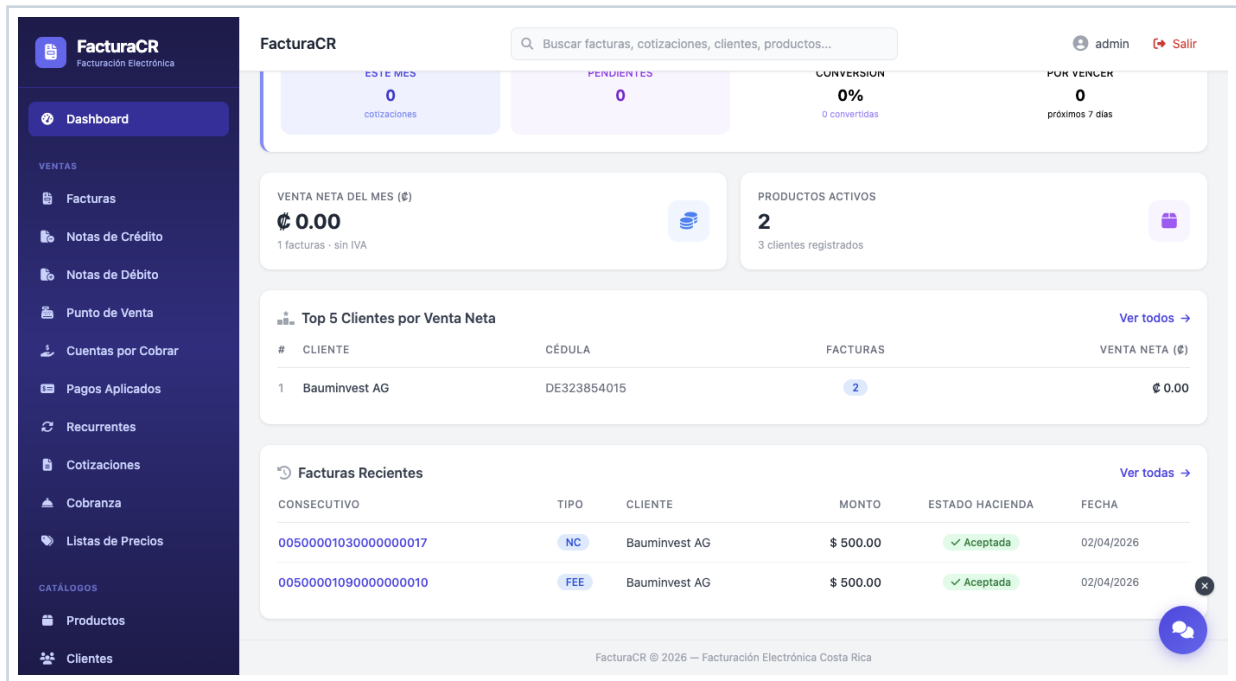 FacturaCR
Facturación Electrónica
Dashboard
VENTAS
Facturas
Notas de Crédito
Notas de Débito
Punto de Venta
Cuentas por Cobrar
Pagos Aplicados
Recurrentes
Cotizaciones
Cobranza
Listas de Precios
CATÁLOGOS
Productos
Clientes
FacturaCR
Buscar facturas, cotizaciones, clientes, productos...
admin
Salir
ESTE MES
0
cotizaciones
PENDIENTES
0
CONVERSIÓN
0%
0 convertidas
POR VENCER
0
próximos 7 días
VENTA NETA DEL MES (₡)
₡ 0.00
1 facturas · sin IVA
PRODUCTOS ACTIVOS
2
3 clientes registrados
Top 5 Clientes por Venta Neta
Ver todos →
# CLIENTE CÉDULA FACTURAS VENTA NETA (₡)
1 Bauminvest AG DE323854015 2 ₡ 0.00
Facturas Recientes
Ver todas →
CONSECUTIVO TIPO CLIENTE MONTO ESTADO HACIENDA FECHA
00500001030000000017 NC Bauminvest AG $ 500.00 ✓ Aceptada 02/04/2026
00500001090000000010 FEE Bauminvest AG $ 500.00 ✓ Aceptada 02/04/2026
FacturaCR © 2026 — Facturación Electrónica Costa Rica